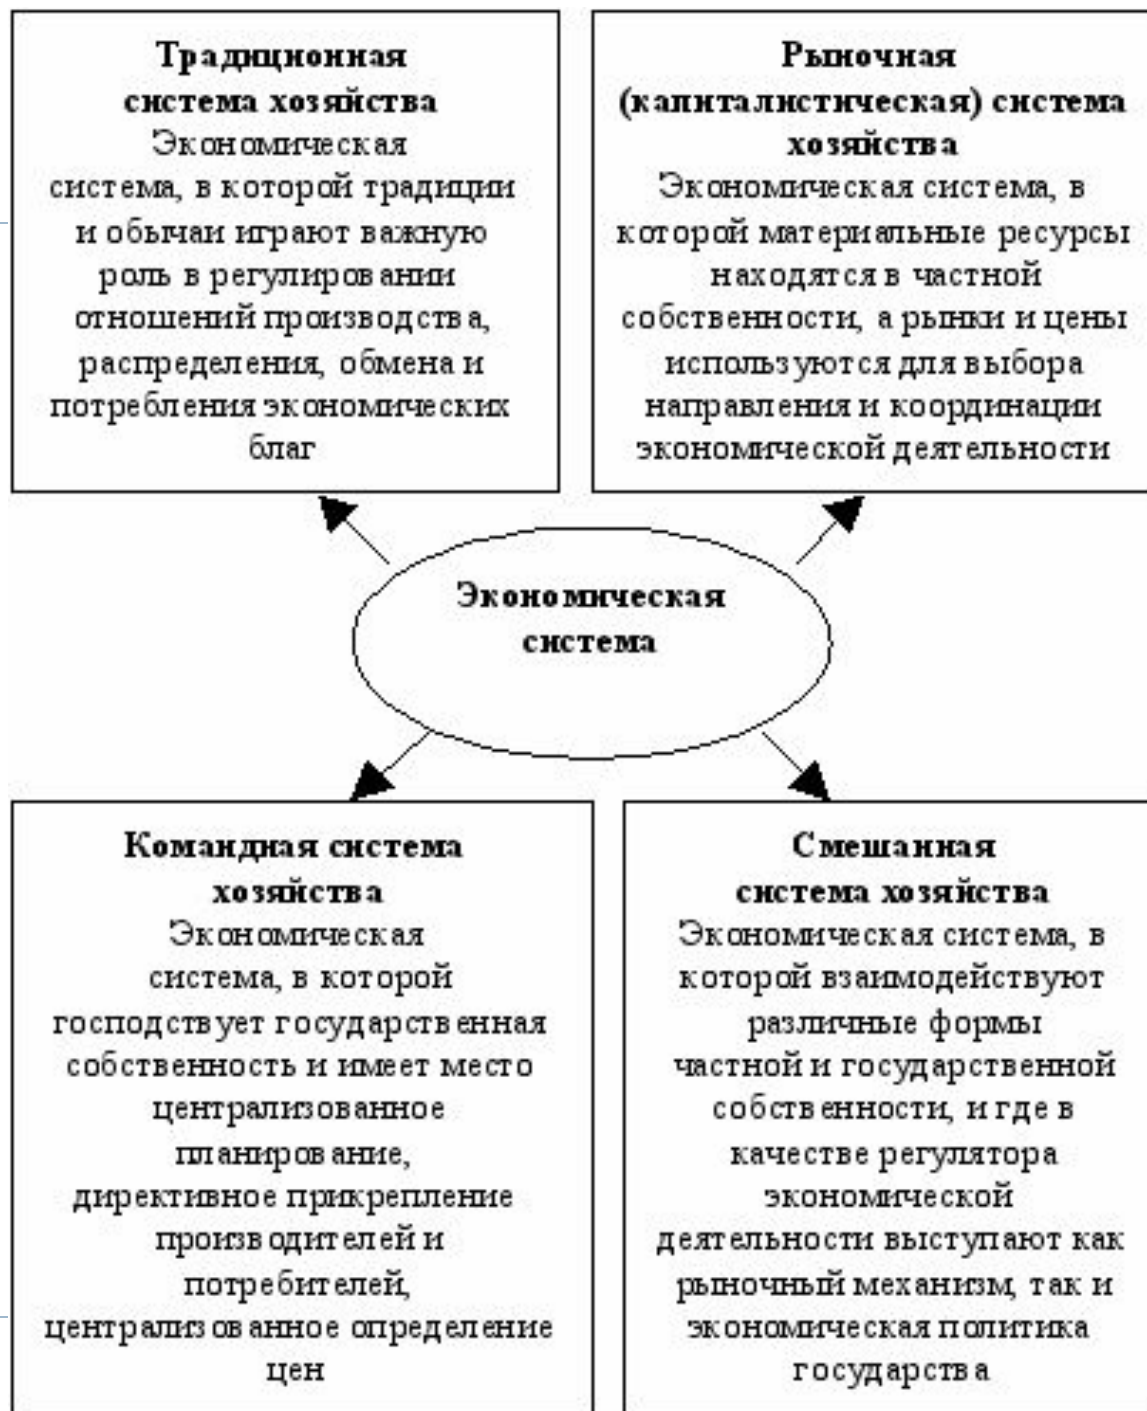 Традиционная
система хозяйства
Экономическая
система, в которой традиции
и обычаи играют важную
роль в регулировании
отношений производства,
распределения, обмена и
потребления экономических
благ
Рыночная
(капиталистическая) система
хозяйства
Экономическая система, в
которой материальные ресурсы
находятся в частной
собственности, а рынки и цены
используются для выбора
направления и координации
экономической деятельности
Экономическая
система
Командная система
хозяйства
Экономическая
система, в которой
господствует государственная
собственность и имеет место
централизованное
планирование,
директивное прикрепление
производителей и
потребителей,
централизованное определение
цен
Смешанная
система хозяйства
Экономическая система, в
которой взаимодействуют
различные формы
частной и государственной
собственности, и где в
качестве регулятора
экономической
деятельности выступают как
рыночный механизм, так и
экономическая политика
государства